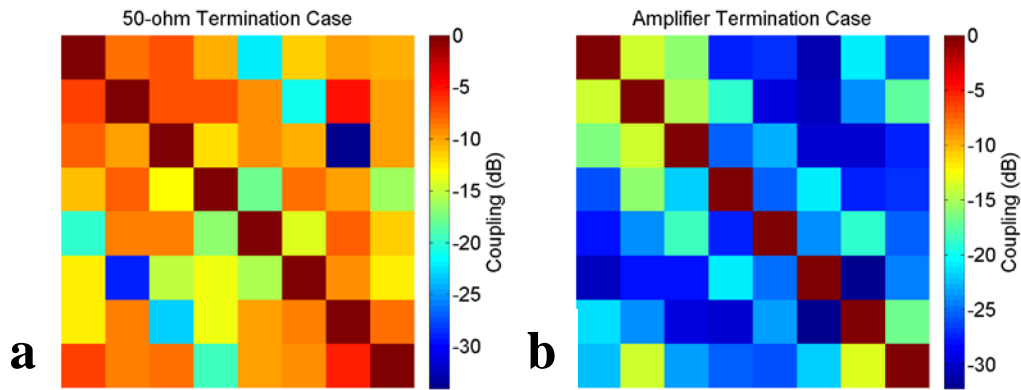 50-ohm Termination Case
Amplifier Termination Case
0
-5
-10
-15
-20
-25
-30
Coupling (dB)
0
-5
-10
-15
-20
-25
-30
Coupling (dB)
a
b